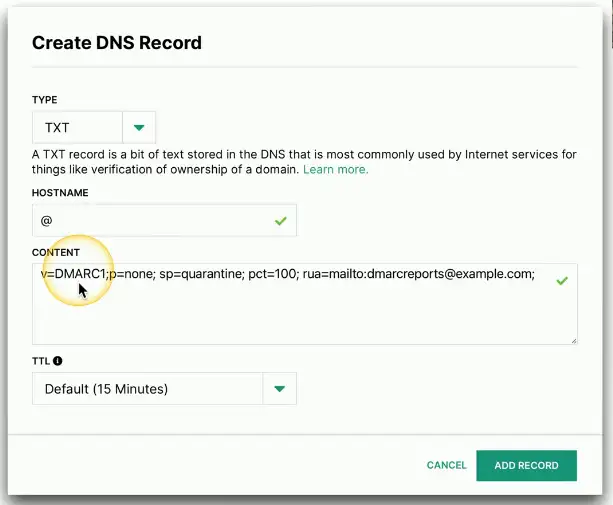 Create DNS Record
TYPE
TXT
A TXT record is a bit of text stored in the DNS that is most commonly used by Internet services for
things like verification of ownership of a domain. Learn more.
HOSTNAME
@
CONTENT
v=DMARC1;p=none; sp=quarantine; pct=100; rua=mailto:dmarcreports@example.com;
TTL
Default (15 Minutes)
CANCEL ADD RECORD